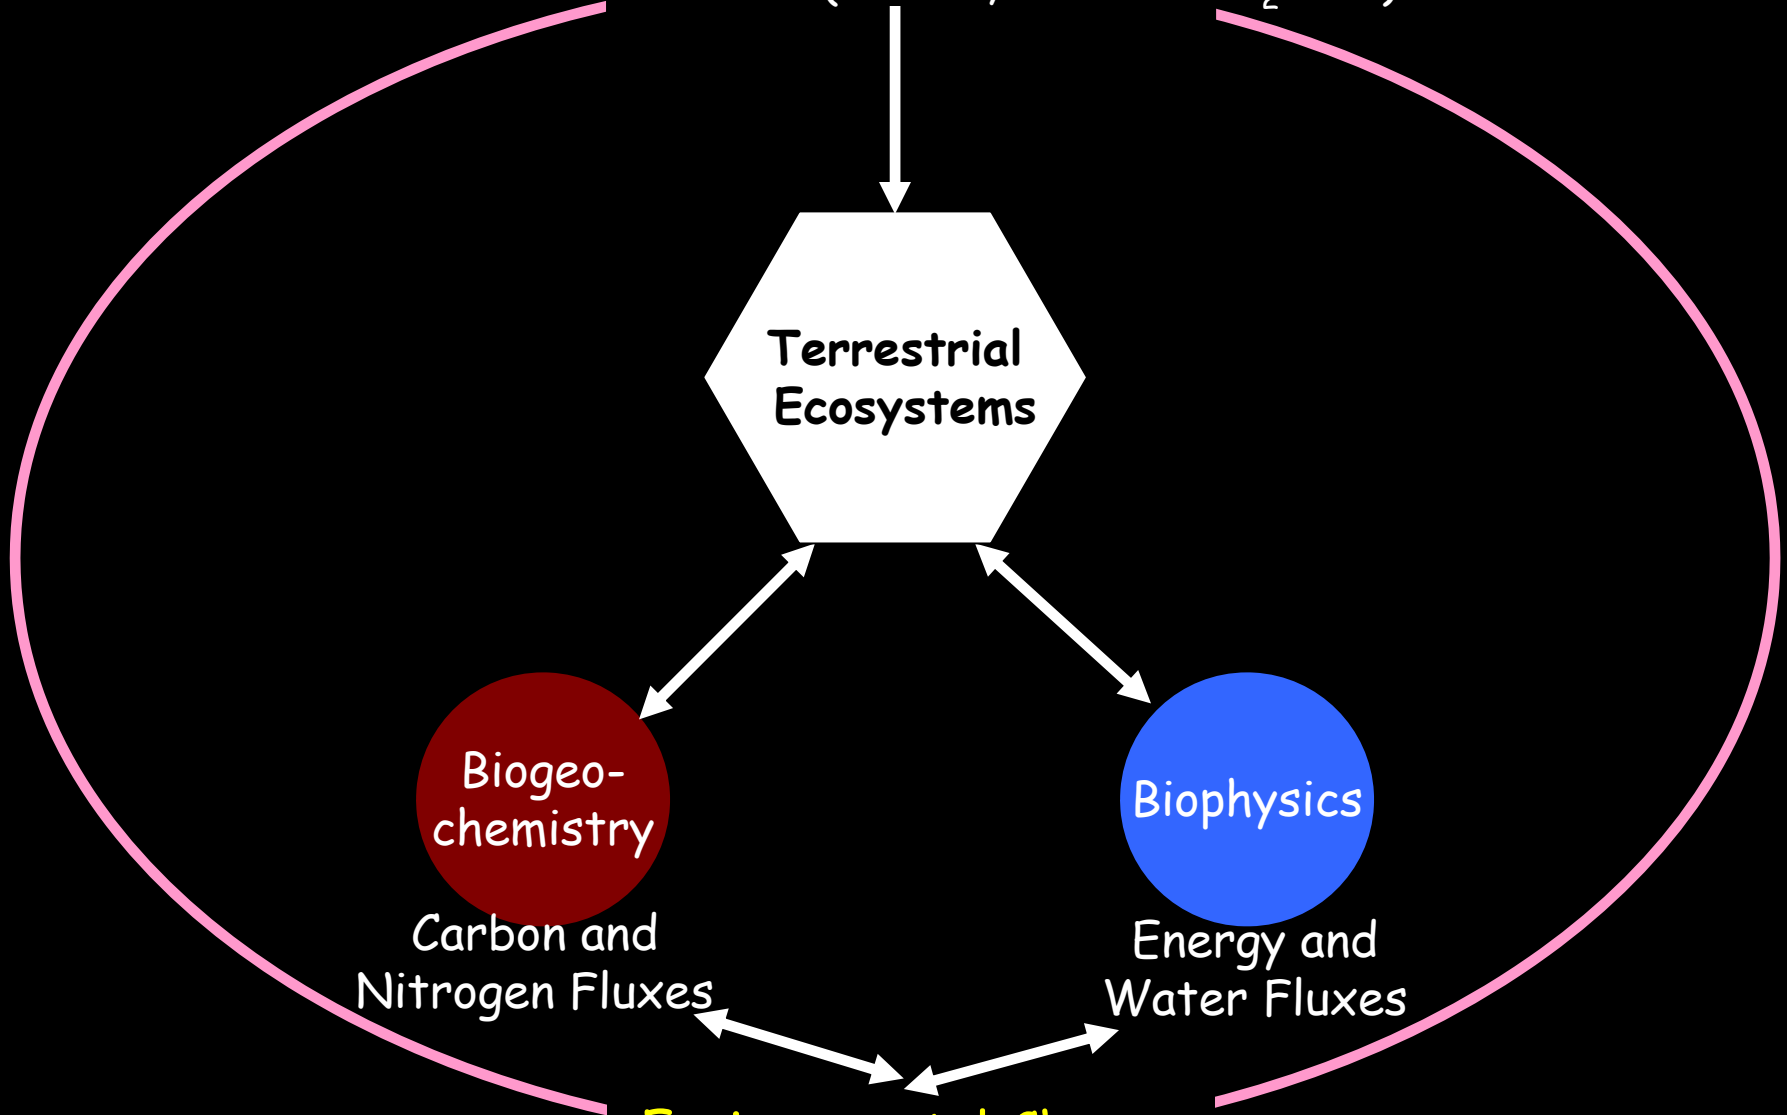 Terrestrial
Ecosystems
Biogeo-
chemistry
Biophysics
Carbon and
Nitrogen Fluxes
Energy and
Water Fluxes